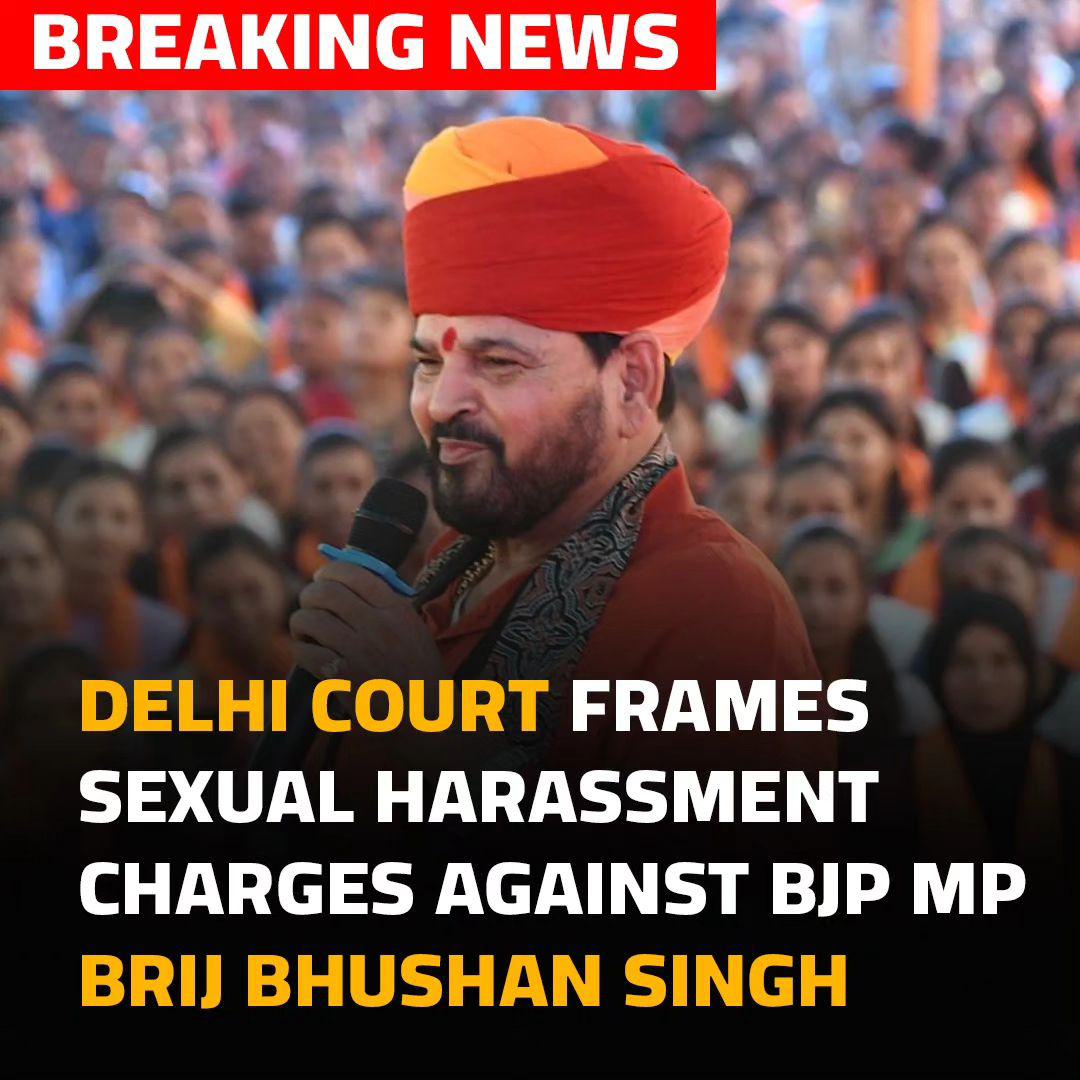 BREAKING NEWS
DELHI COURT FRAMES
SEXUAL HARASSMENT
CHARGES AGAINST BJP MP
BRIJ BHUSHAN SINGH